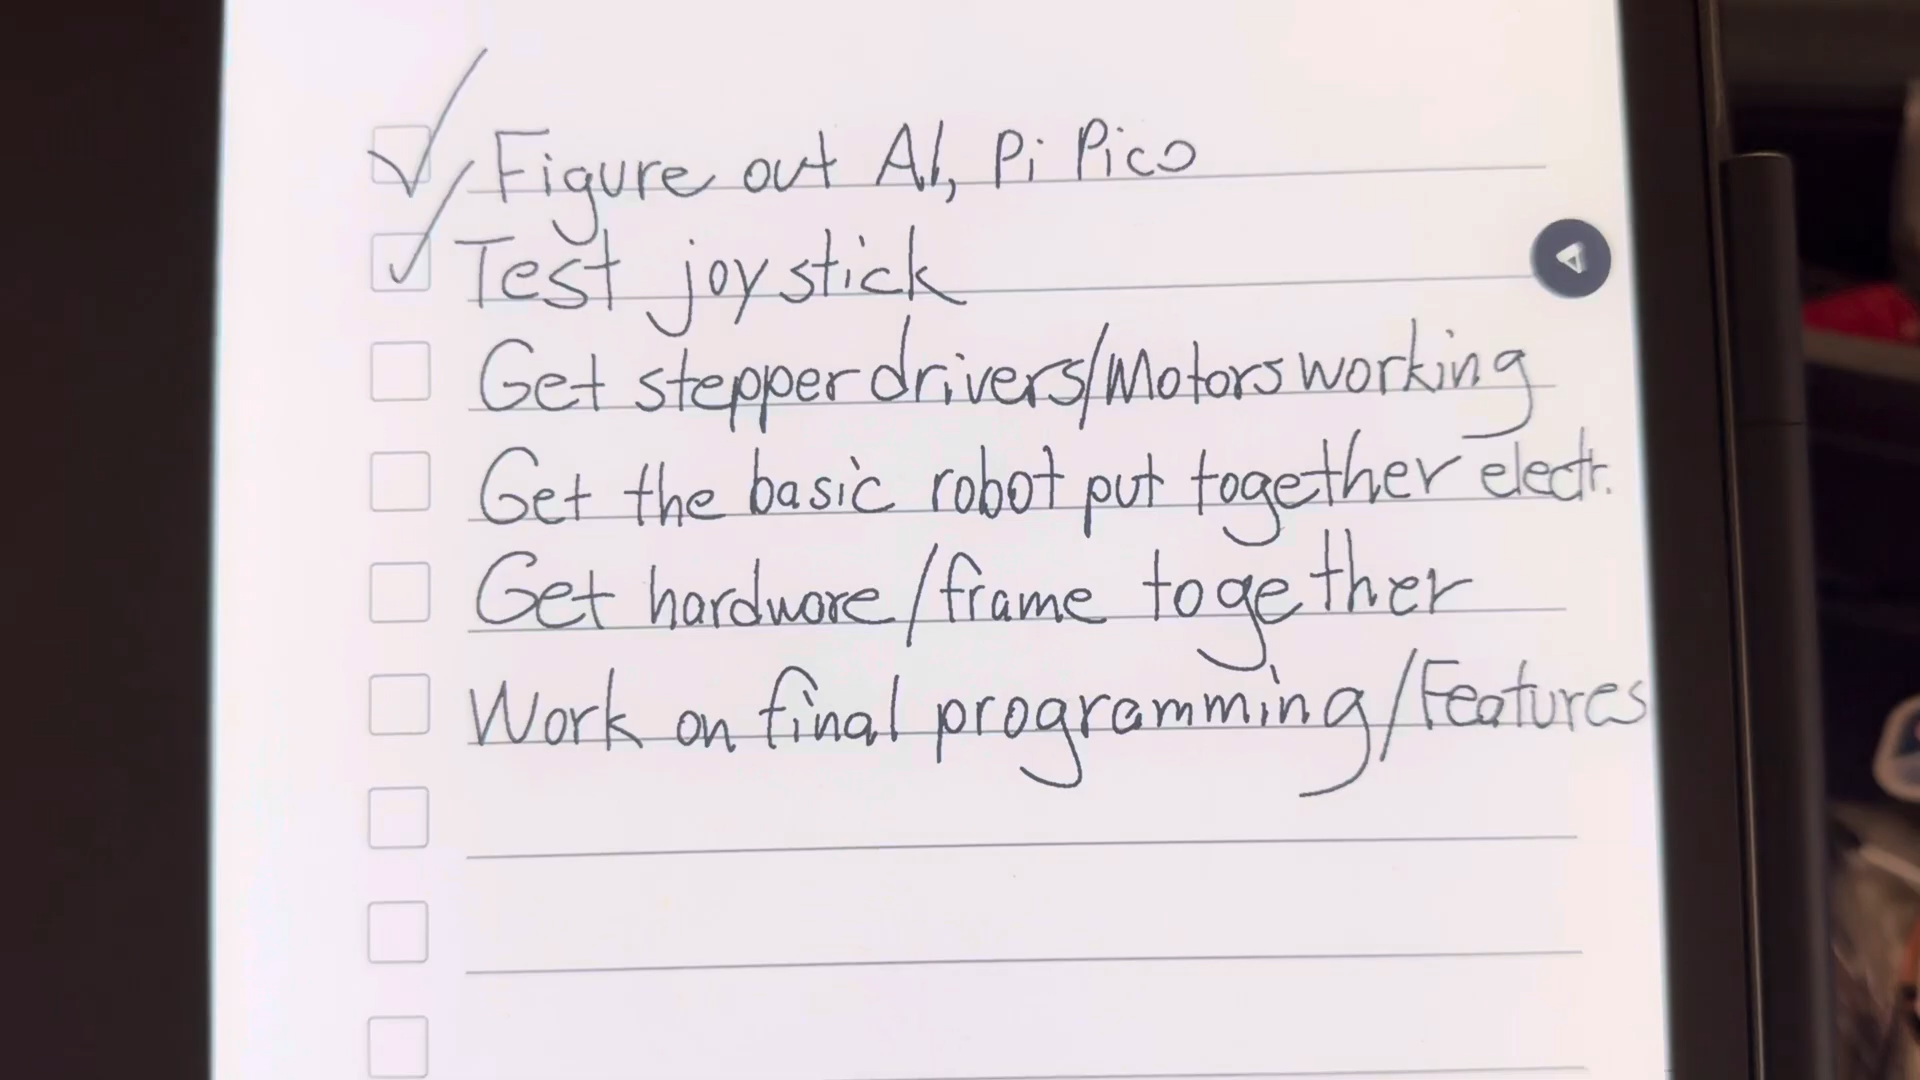 Figure out AI, Pi Pico
Test joystick
Get stepper drivers/Motors working
Get the basic robot put together electr.
Get hardware/frame together
Work on final programming/Features